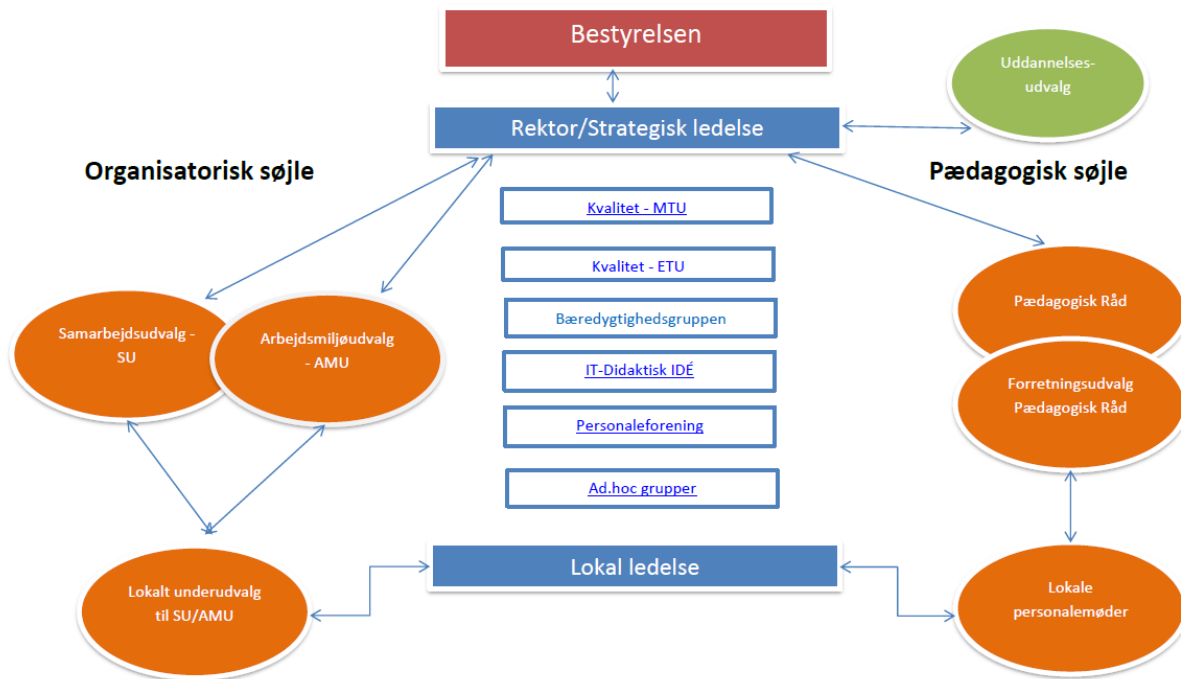 Bestyrelsen
Uddannelses-
udvalg
Rektor/Strategisk ledelse
Organisatorisk søjle
Pædagogisk søjle
Kvalitet - MTU
Kvalitet - ETU
Bæredygtighedsgruppen
IT-Didaktisk IDÉ
Personaleforening
Ad.hoc grupper
Samarbejdsudvalg -
SU
Arbejdsmiljøudvalg
- AMU
Pædagogisk Råd
Forretningsudvalg
Pædagogisk Råd
Lokal ledelse
Lokalt underudvalg
til SU/AMU
Lokale
personalemøder